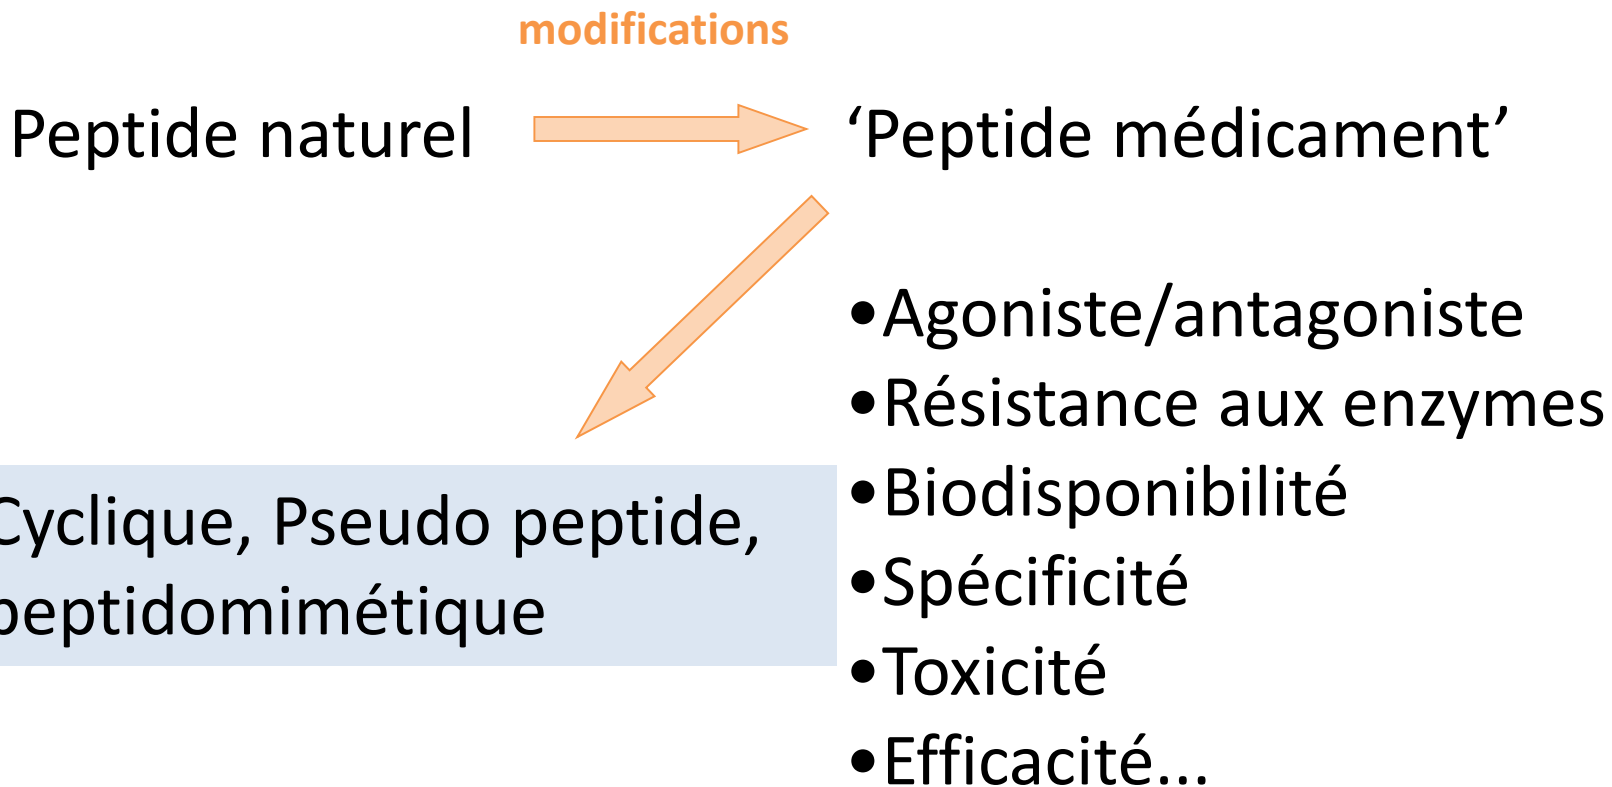 modifications
Peptide naturel
‘Peptide médicament’
•Agoniste/antagoniste
•Résistance aux enzymes
•Biodisponibilité
•Spécificité
•Toxicité
•Efficacité...
Cyclique, Pseudo peptide,
peptidomimétique